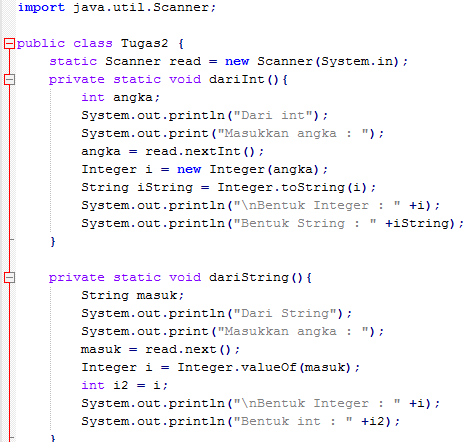 import java.util.Scanner;
public class Tugas2 {
static Scanner read = new Scanner(System.in);
private static void dariInt(){
int angka;
System.out.println("Dari int");
System.out.print("Masukkan angka : ");
angka = read.nextInt();
Integer i = new Integer(angka);
String iString = Integer.toString(i);
System.out.println("\nBentuk Integer : " +i);
System.out.println("Bentuk String : " +iString);
}
private static void dariString(){
String masuk;
System.out.println("Dari String");
System.out.print("Masukkan angka : ");
masuk = read.next();
Integer i = Integer.valueOf(masuk);
int i2 = i;
System.out.println("\nBentuk Integer : " +i);
System.out.println("Bentuk int : " +i2);
}